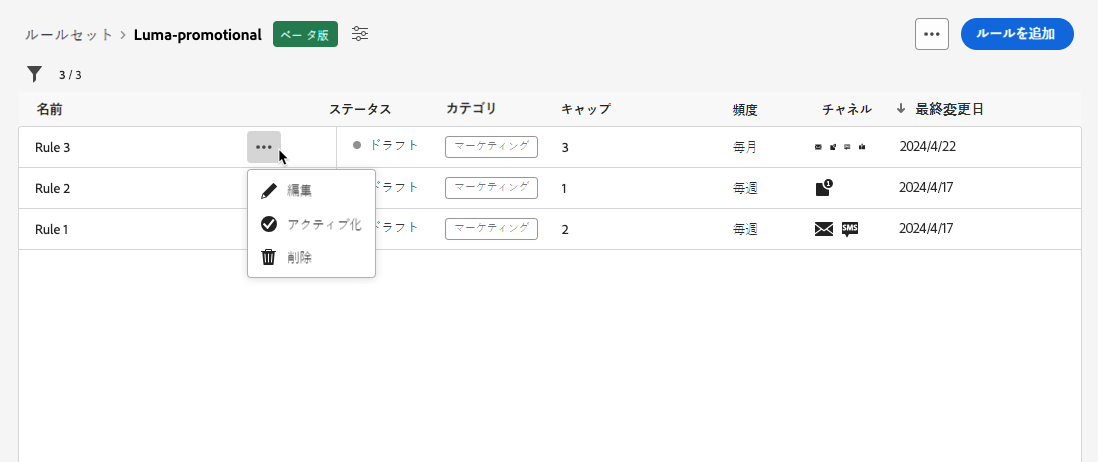 ルールセット > Luma-promotional ベータ版 ルールを追加
3 / 3
名前 ステータス カテゴリ キャップ 頻度 チャネル 最終変更日
Rule 3 ドラフト マーケティング 3 毎月 2024/4/22
Rule 2 ドラフト マーケティング 1 毎週 1 2024/4/17
Rule 1 ドラフト マーケティング 2 毎週 SMS 2024/4/17
編集
アクティブ化
削除